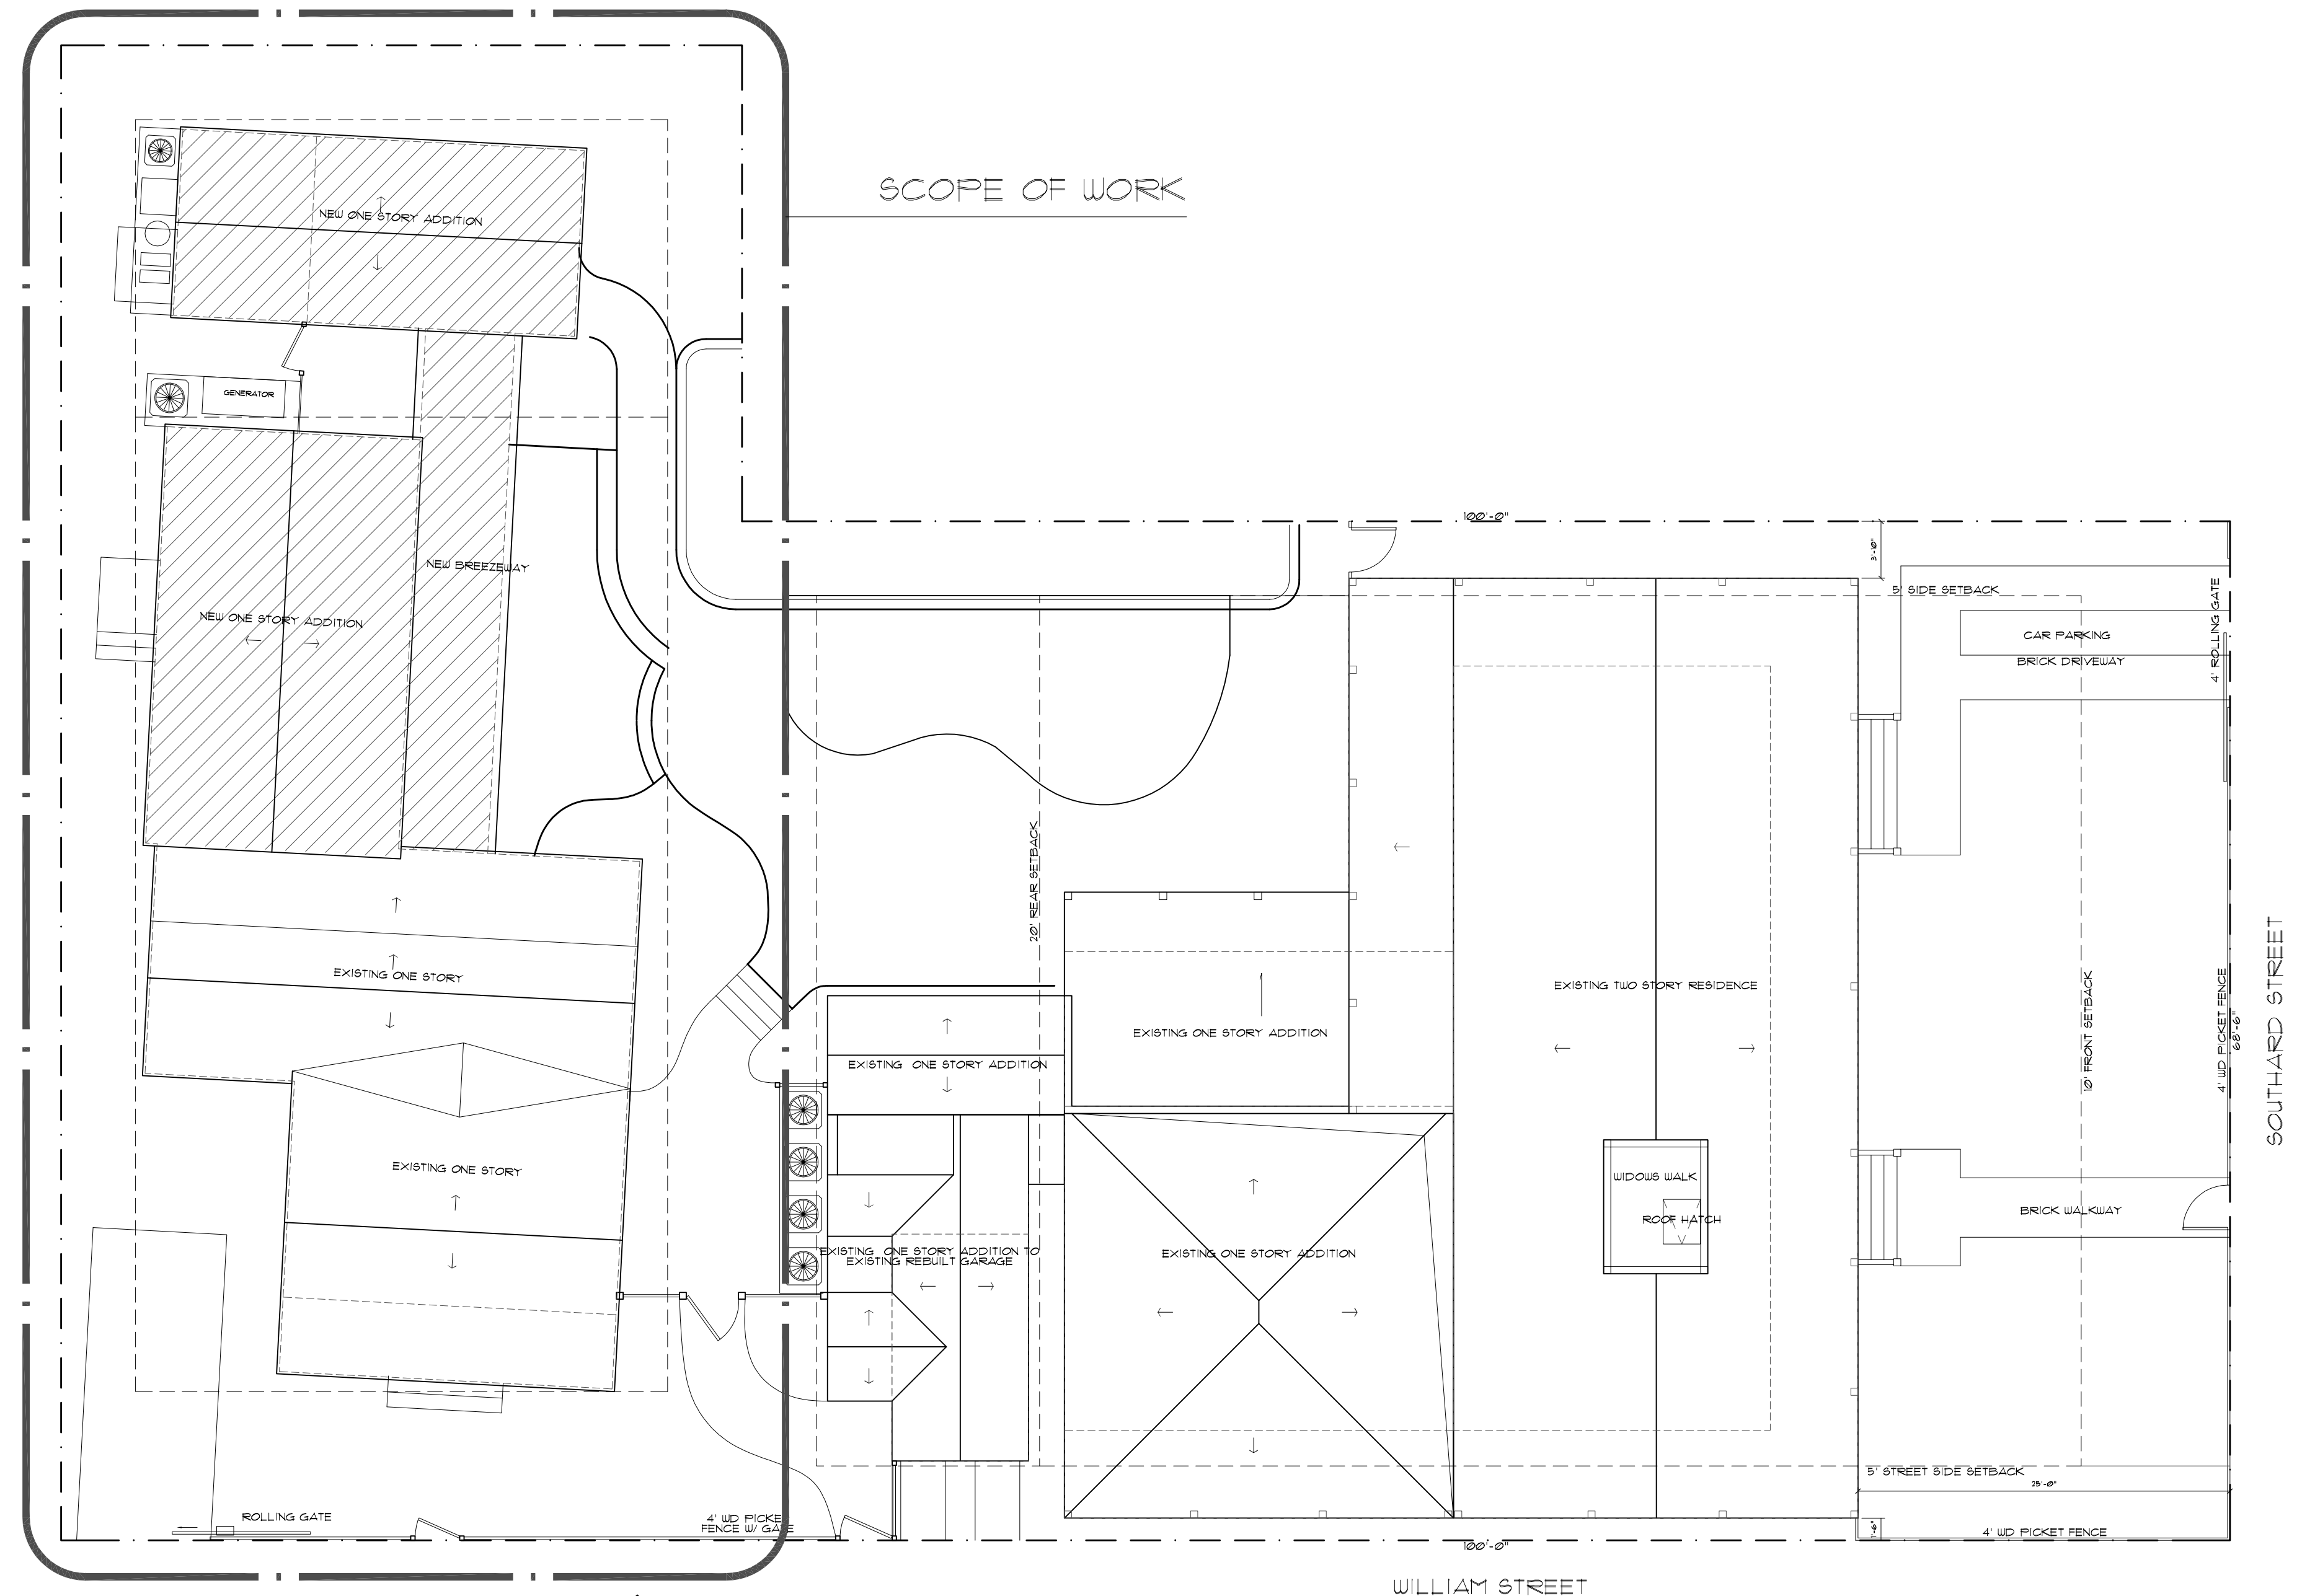 SCOPE OF WORK
NEW ONE STORY ADDITION
GENERATOR
100'-0"
3'-10"
NEW BREEZEWAY
5' SIDE SETBACK
4' ROLLING GATE
NEW ONE STORY ADDITION
CAR PARKING
BRICK DRIVEWAY
20' REAR SETBACK
EXISTING ONE STORY
EXISTING TWO STORY RESIDENCE
10' FRONT SETBACK
4' WD PICKET FENCE
68'-6"
SOUTHARD STREET
EXISTING ONE STORY ADDITION
EXISTING ONE STORY ADDITION
EXISTING ONE STORY
WIDOWS WALK
ROOF HATCH
BRICK WALKWAY
EXISTING ONE STORY ADDITION TO
EXISTING REBUILT GARAGE
EXISTING ONE STORY ADDITION
5' STREET SIDE SETBACK
25'-0"
ROLLING GATE
4' WD PICKE
FENCE W/ GATE
1'-6"
4' WD PICKET FENCE
100'-0"
WILLIAM STREET